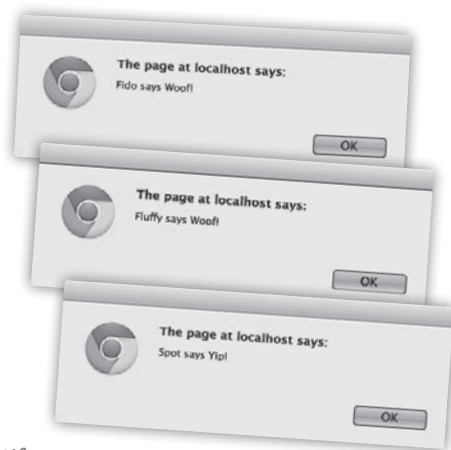 The page at localhost says:
Fido says Woof!
OK
The page at localhost says:
Fluffy says Woof!
OK
The page at localhost says:
Spot says Yip!
OK